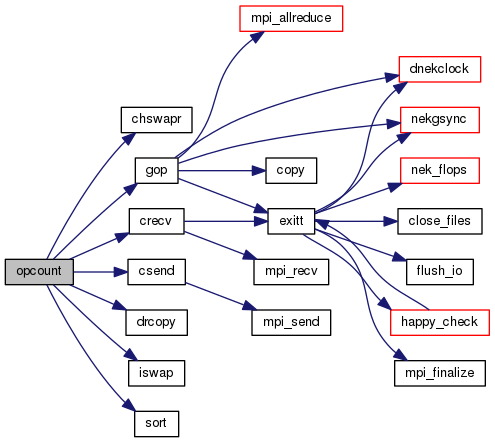 mpi_allreduce
dnekclock
chswapr
nekgsync
gop
copy
nek_flops
crecv
exitt
close_files
opcount
csend
mpi_recv
flush_io
drcopy
mpi_send
happy_check
iswap
mpi_finalize
sort